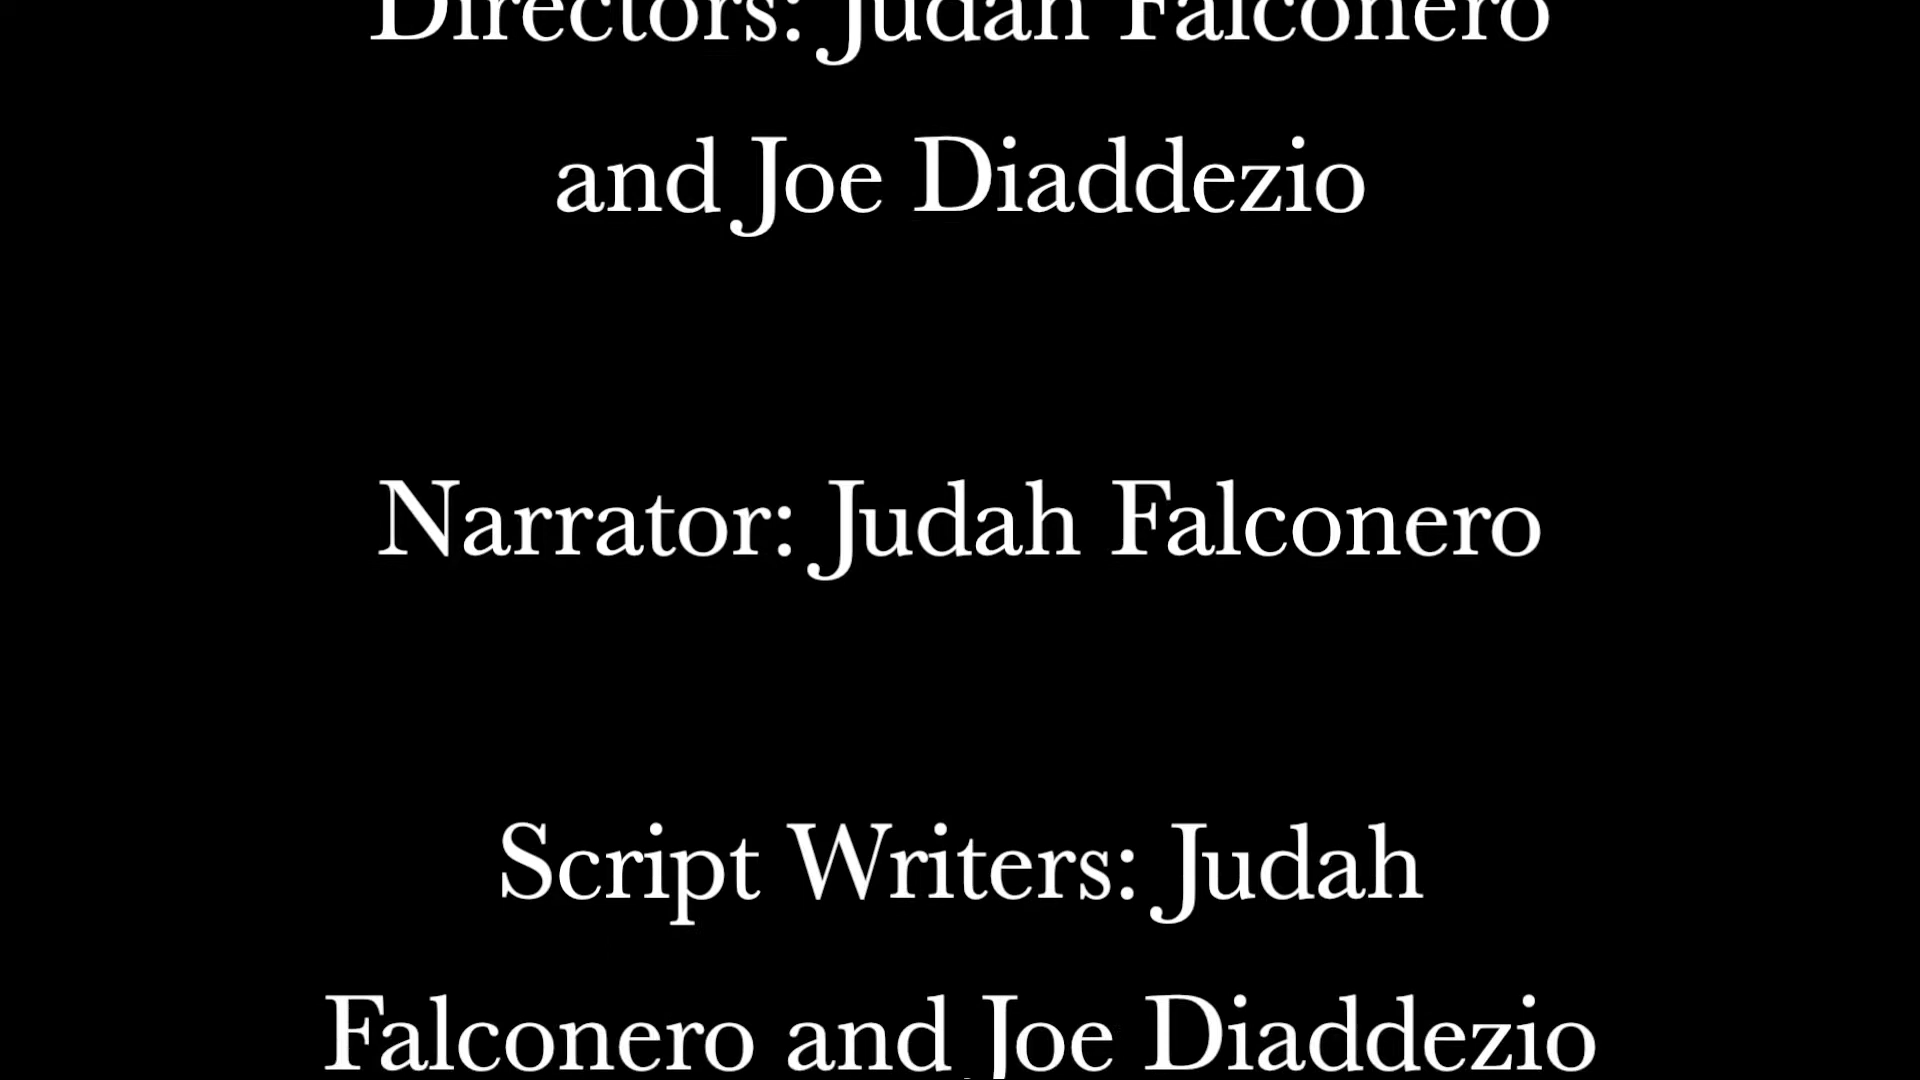 Directors: Judah Falconero
and Joe Diaddezio
Narrator: Judah Falconero
Script Writers: Judah
Falconero and Joe Diaddezio